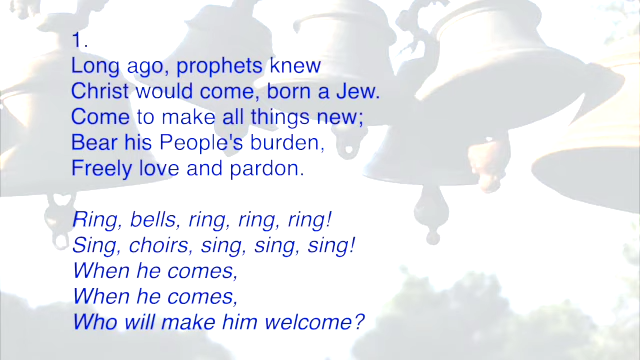 1.
Long ago, prophets knew
Christ would come, born a Jew.
Come to make all things new;
Bear his People's burden,
Freely love and pardon.
Ring, bells, ring, ring, ring!
Sing, choirs, sing, sing, sing!
When he comes,
When he comes,
Who will make him welcome?